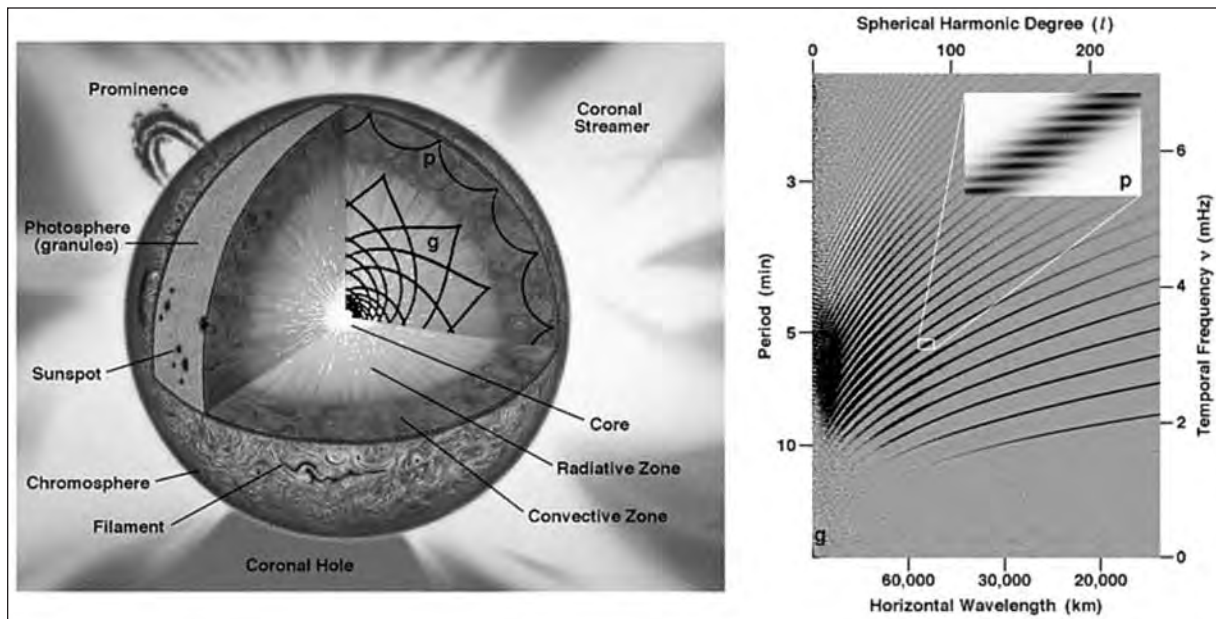 Prominence
Coronal
Streamer
p
Photosphere
(granules)
g
Sunspot
Core
Radiative Zone
Chromosphere
Filament
Convective Zone
Coronal Hole
Spherical Harmonic Degree (l)
0
100
200
p
3
5
10
Period (min)
6
4
2
0
Temporal Frequency ν (mHz)
g
60,000
30,000
20,000
Horizontal Wavelength (km)